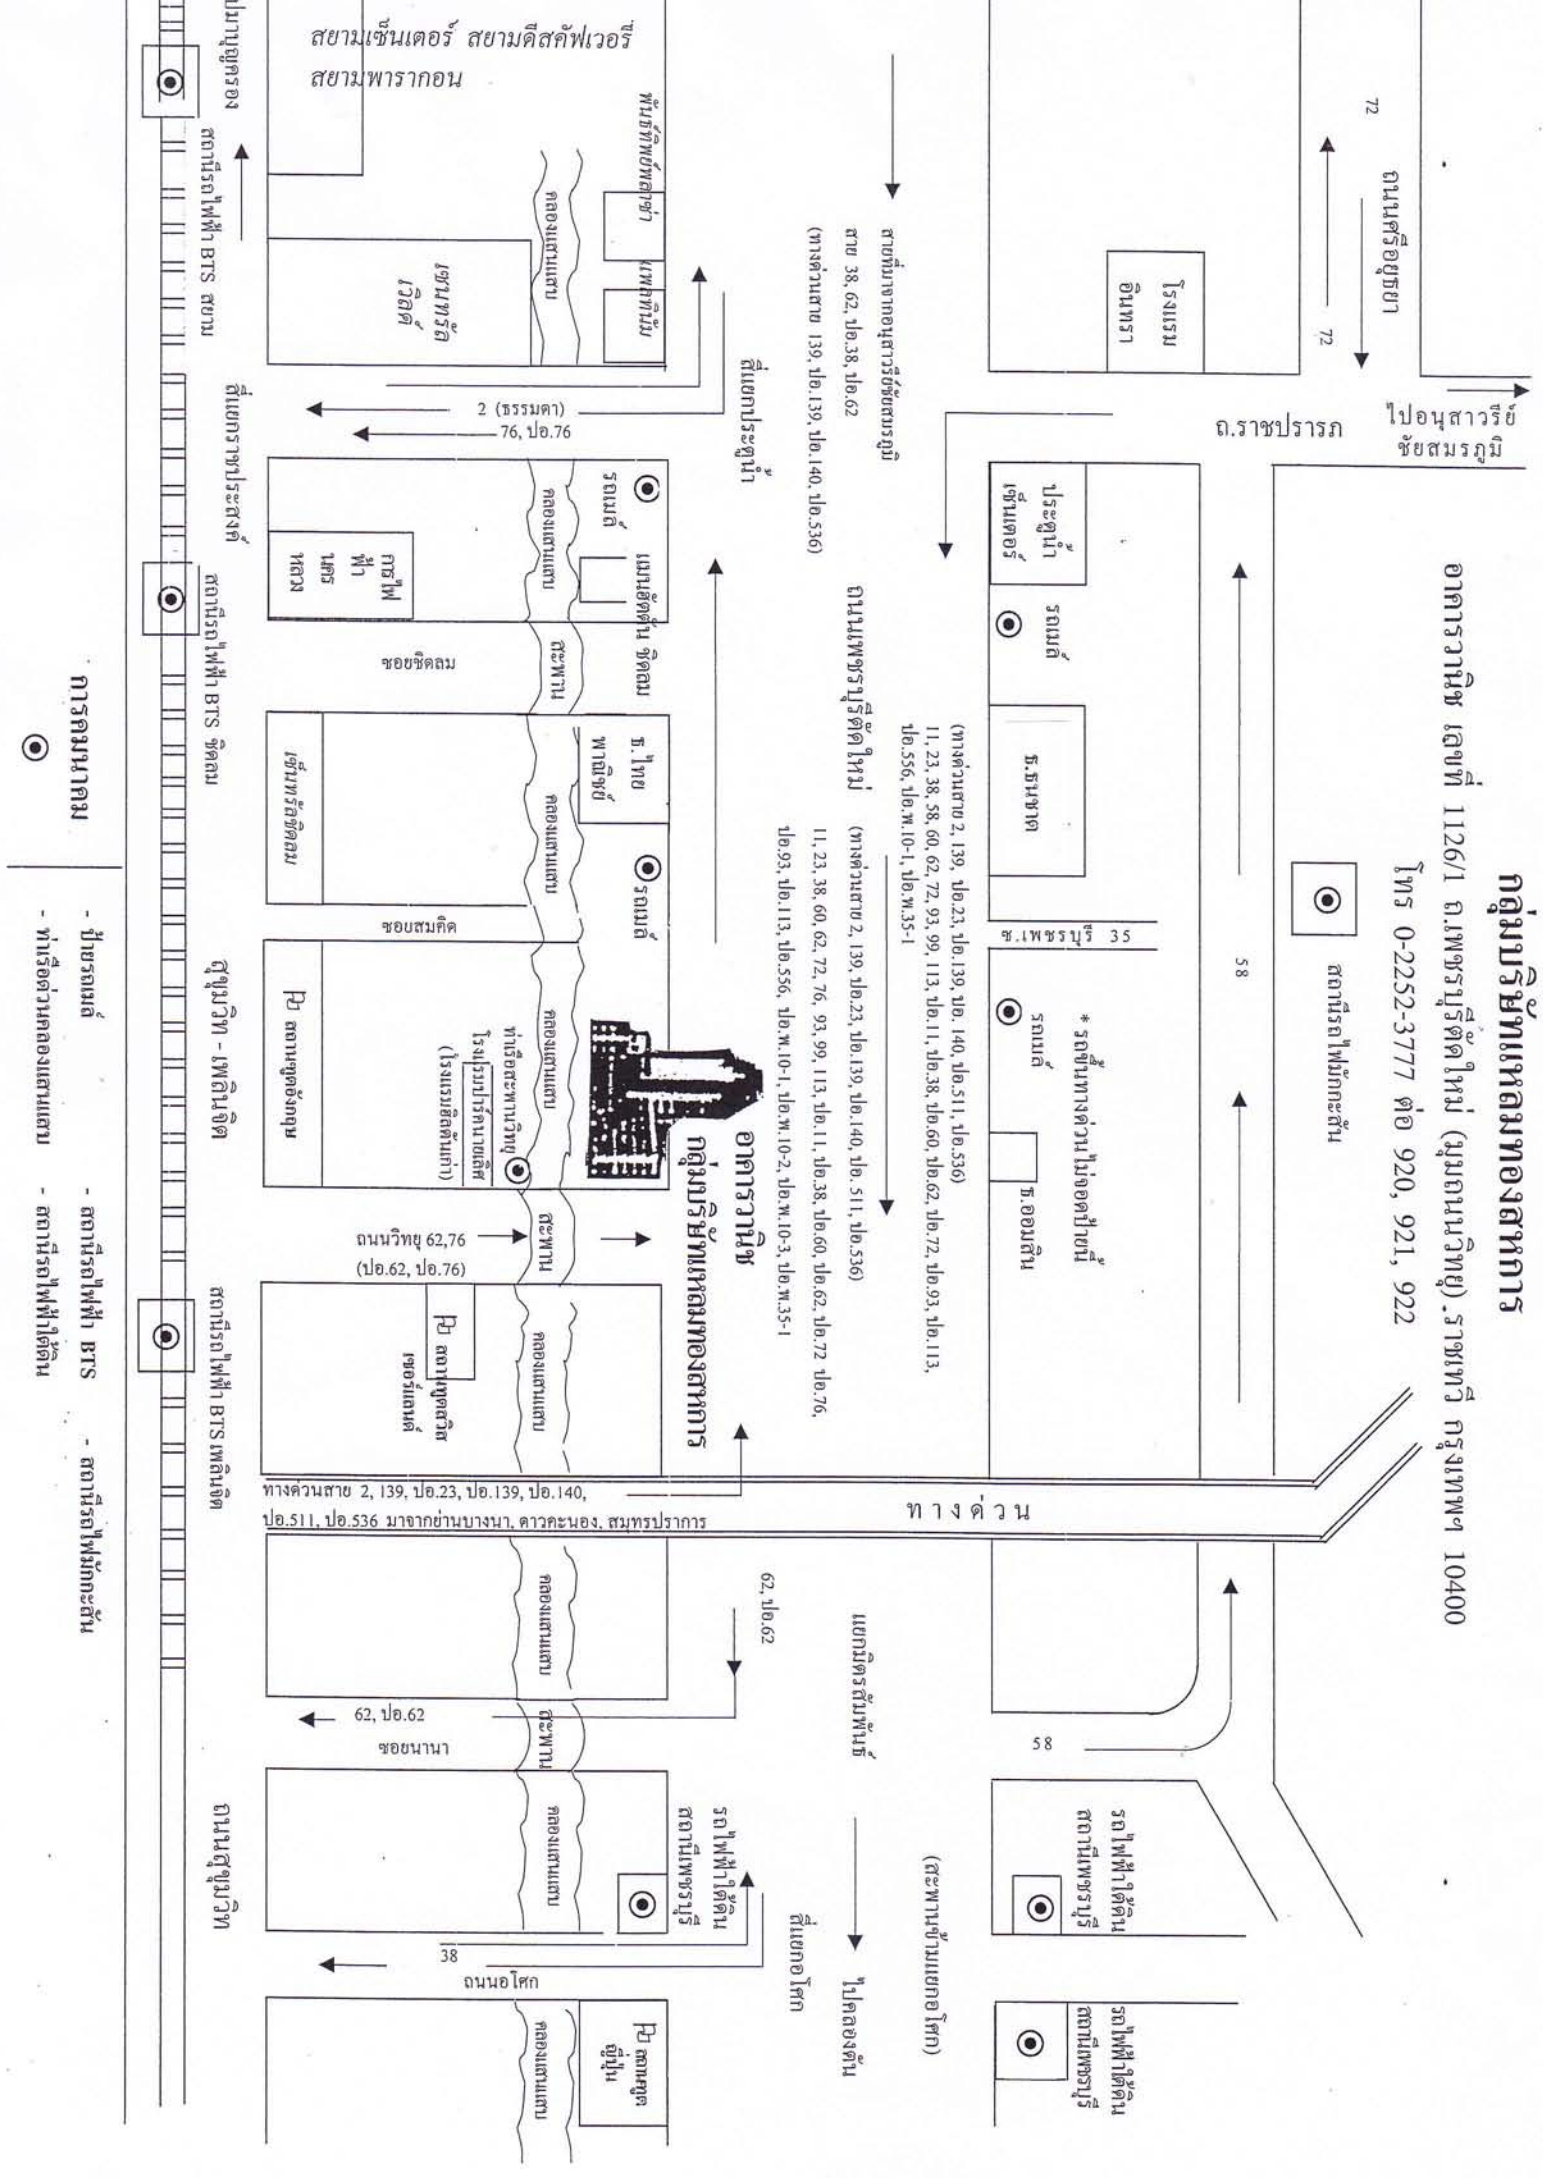 กลุ่มบริษัทแหลมทองสหการ
อาคารวานิช เลขที่ 1126/1 ถ.เพชรบุรีตัดใหม่ (มุมถนนวิทยุ) ราชเทวี กรุงเทพฯ 10400
โทร 0-2252-3777 ต่อ 920, 921, 922
72
ถนนศรีอยุธยา
72
ไปอนุสาวรีย์
ชัยสมรภูมิ
ถ.ราชปรารภ
58
สถานีรถไฟมักกะสัน
โรงแรม
อินทรา
ประตูน้ำ
เซ็นเตอร์
รถเมล์
ธ.ธนชาต
ซ.เพชรบุรี 35
* รถขึ้นทางด่วนไม่จอดป้ายนี้
รถเมล์
ธ.ออมสิน
58
รถไฟฟ้าใต้ดิน
สถานีเพชรบุรี
รถไฟฟ้าใต้ดิน
สถานีเพชรบุรี
สายที่มาจากอนุสาวรีย์ชัยสมรภูมิ
สาย 38, 62, ปอ.38, ปอ.62
(ทางด่วนสาย 139, ปอ.139, ปอ.140, ปอ.536)
(ทางด่วนสาย 2, 139, ปอ.23, ปอ.139, ปอ. 140, ปอ.511, ปอ.536)
11, 23, 38, 58, 60, 62, 72, 93, 99, 113, ปอ.11, ปอ.38, ปอ.60, ปอ.62, ปอ.72, ปอ.93, ปอ.113,
ปอ.556, ปอ.พ.10-1, ปอ.พ.35-1
ถนนเพชรบุรีตัดใหม่
(ทางด่วนสาย 2, 139, ปอ.23, ปอ.139, ปอ.140, ปอ. 511, ปอ.536)
11, 23, 38, 60, 62, 72, 76, 93, 99, 113, ปอ.11, ปอ.38, ปอ.60, ปอ.62, ปอ.72 ปอ.76,
ปอ.93, ปอ.113, ปอ.556, ปอ.พ.10-1, ปอ.พ.10-2, ปอ.พ.10-3, ปอ.พ.35-1
ทางด่วน
แยกมิตรสัมพันธ์
(สะพานข้ามแยกอโศก)
ไปคลองตัน
สี่แยกอโศก
สี่แยกประตูน้ำ
62, ปอ.62
อาคารวานิช
กลุ่มบริษัทแหลมทองสหการ
สยามเซ็นเตอร์ สยามดีสคัฟเวอรี่
สยามพารากอน
พันธ์ทิพย์พลาซ่า
แพลทินั่ม
คลองแสนแสบ
เซนทรัล
เวิลด์
2 (ธรรมดา)
76, ปอ.76
รถเมล์
คลองแสนแสบ
แมนฮัตตัน ชิดลม
การไฟ
ฟ้า
นคร
หลวง
ซอยชิดลม
สะพาน
ธ.ไทย
พาณิชย์
คลองแสนแสบ
เซ็นทรัลชิดลม
รถเมล์
ซอยสมคิด
คลองแสนแสบ
ท่าเรือสะพานวิทยุ
โรงแรมปาร์คนายเลิศ
(โรงแรมฮิลตันเก่า)
สถานทูตอังกฤษ
ถนนวิทยุ 62,76
(ปอ.62, ปอ.76)
สะพาน
คลองแสนแสบ
สถานทูตสวิส
เซอร์แลนด์
ทางด่วนสาย 2, 139, ปอ.23, ปอ.139, ปอ.140,
ปอ.511, ปอ.536 มาจากย่านบางนา, ดาวคะนอง, สมุทรปราการ
คลองแสนแสบ
62, ปอ.62
ซอยนานา
สะพาน
คลองแสนแสบ
รถไฟฟ้าใต้ดิน
สถานีเพชรบุรี
38
ถนนอโศก
สถานทูต
ญี่ปุ่น
คลองแสนแสบ
ปมาบุญครอง
สถานีรถไฟฟ้า BTS สยาม
สี่แยกราชประสงค์
สถานีรถไฟฟ้า BTS ชิดลม
สุขุมวิท - เพลินจิต
สถานีรถไฟฟ้า BTS เพลินจิต
ถนนสุขุมวิท
การคมนาคม
- ป้ายรถเมล์
- สถานีรถไฟฟ้า BTS
- สถานีรถไฟมักกะสัน
- ท่าเรือด่วนคลองแสนแสบ
- สถานีรถไฟฟ้าใต้ดิน